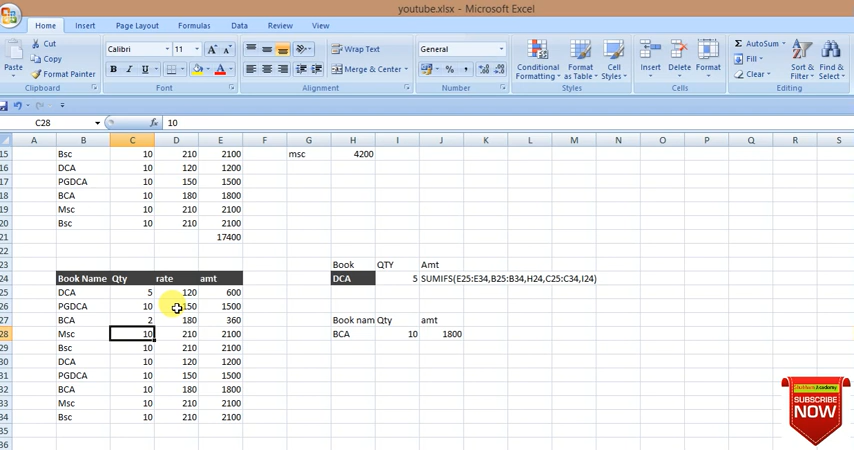 youtube.xlsx - Microsoft Excel
Home Insert Page Layout Formulas Data Review View
Cut Calibri 11 A A Wrap Text General AutoSum
Copy Fill
Paste Format Painter B I U A Merge & Center $ % , .0 .00 .00 .0 Conditional Formatting Format as Table Cell Styles Insert Delete Format Clear Sort & Filter Find & Select
Clipboard Font Alignment Number Styles Cells Editing
C28 fx 10
A B C D E F G H I J K L M N O P Q R S
15 Bsc 10 210 2100 msc 4200
16 DCA 10 120 1200
17 PGDCA 10 150 1500
18 BCA 10 180 1800
19 Msc 10 210 2100
20 Bsc 10 210 2100
21 17400
22
23 Book QTY Amt
24 Book Name Qty rate amt DCA 5 SUMIFS(E25:E34,B25:B34,H24,C25:C34,I24)
25 DCA 5 120 600
26 PGDCA 10 150 1500
27 BCA 2 180 360 Book nam Qty amt
28 Msc 10 210 2100 BCA 10 1800
29 Bsc 10 210 2100
30 DCA 10 120 1200
31 PGDCA 10 150 1500
32 BCA 10 180 1800
33 Msc 10 210 2100
34 Bsc 10 210 2100
35
36
Academy
SUBSCRIBE
NOW